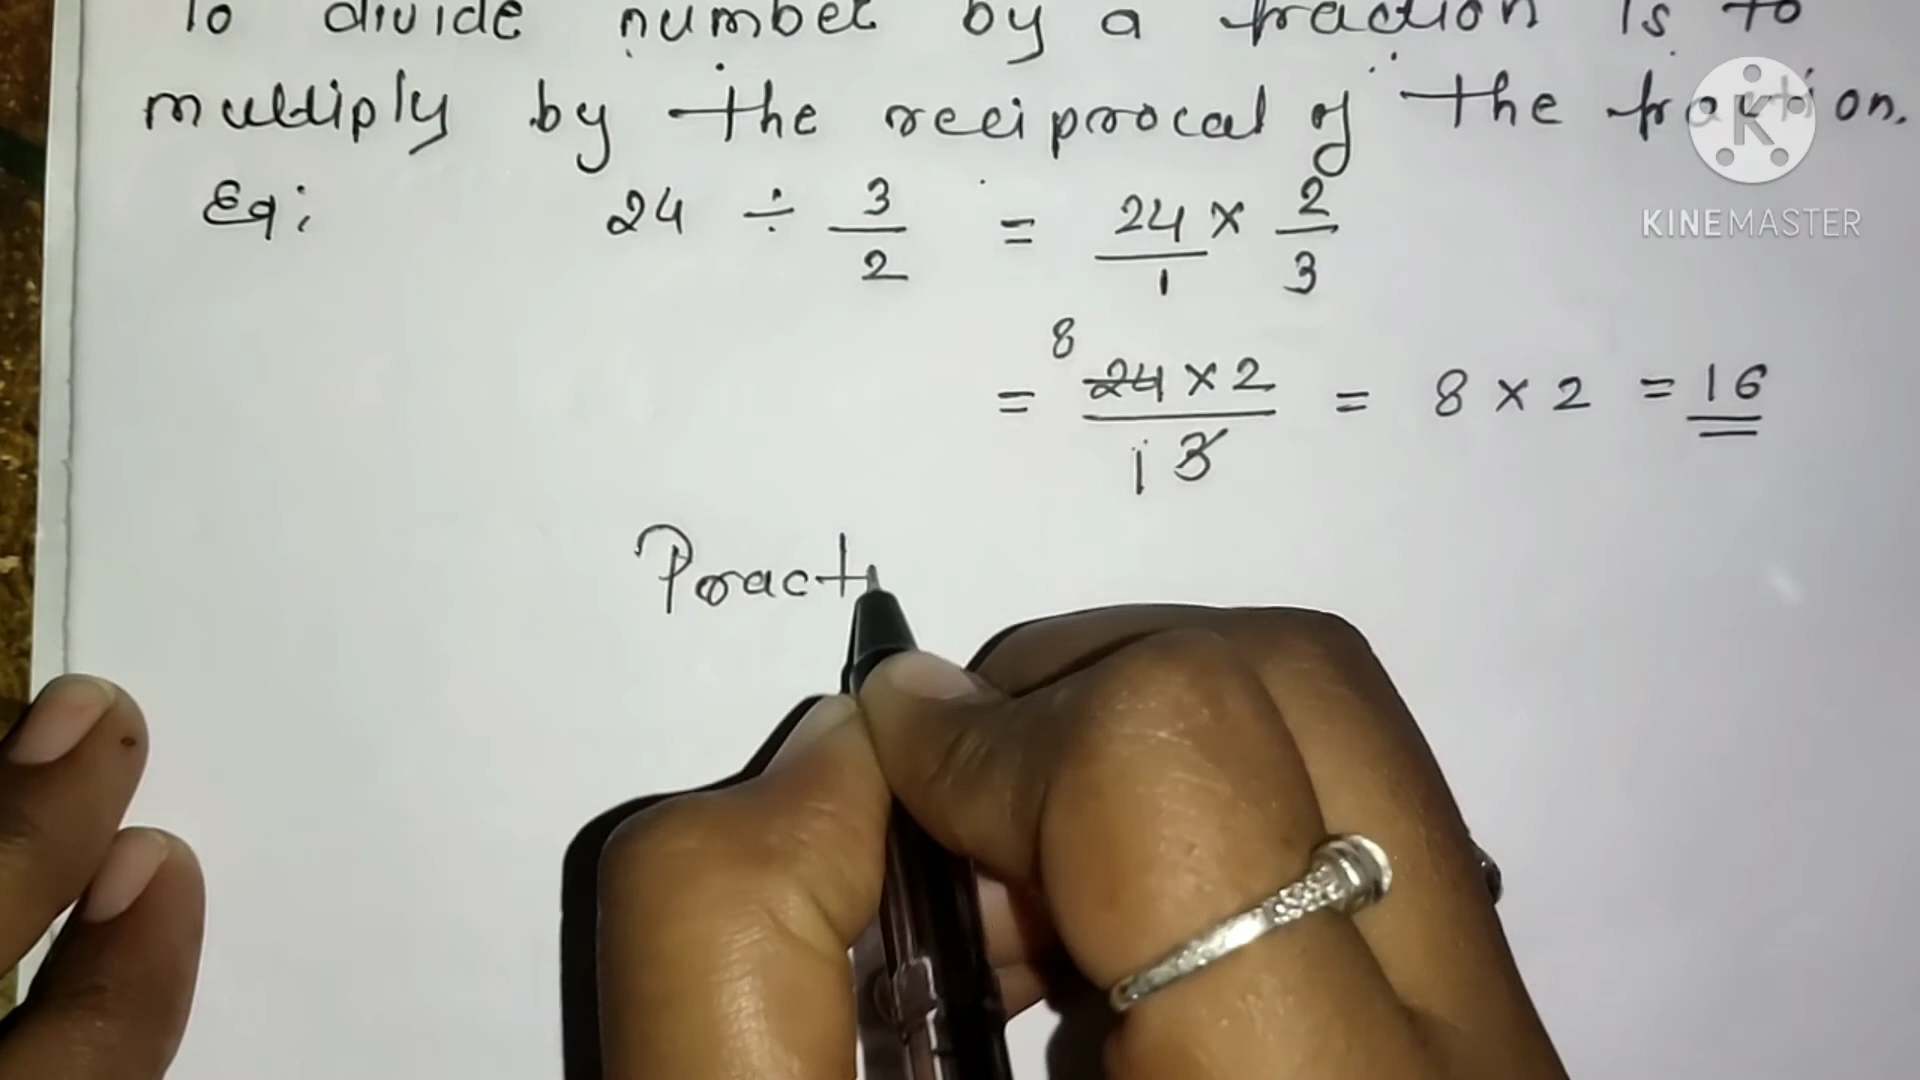 To divide number by a fraction is to
multiply by the reciprocal of the fraction.
Eg: 24 ÷ 3/2 = 24/1 × 2/3
= 8 24 × 2 / 1 3 = 8 × 2 = 16
Pract
K
KINEMASTER